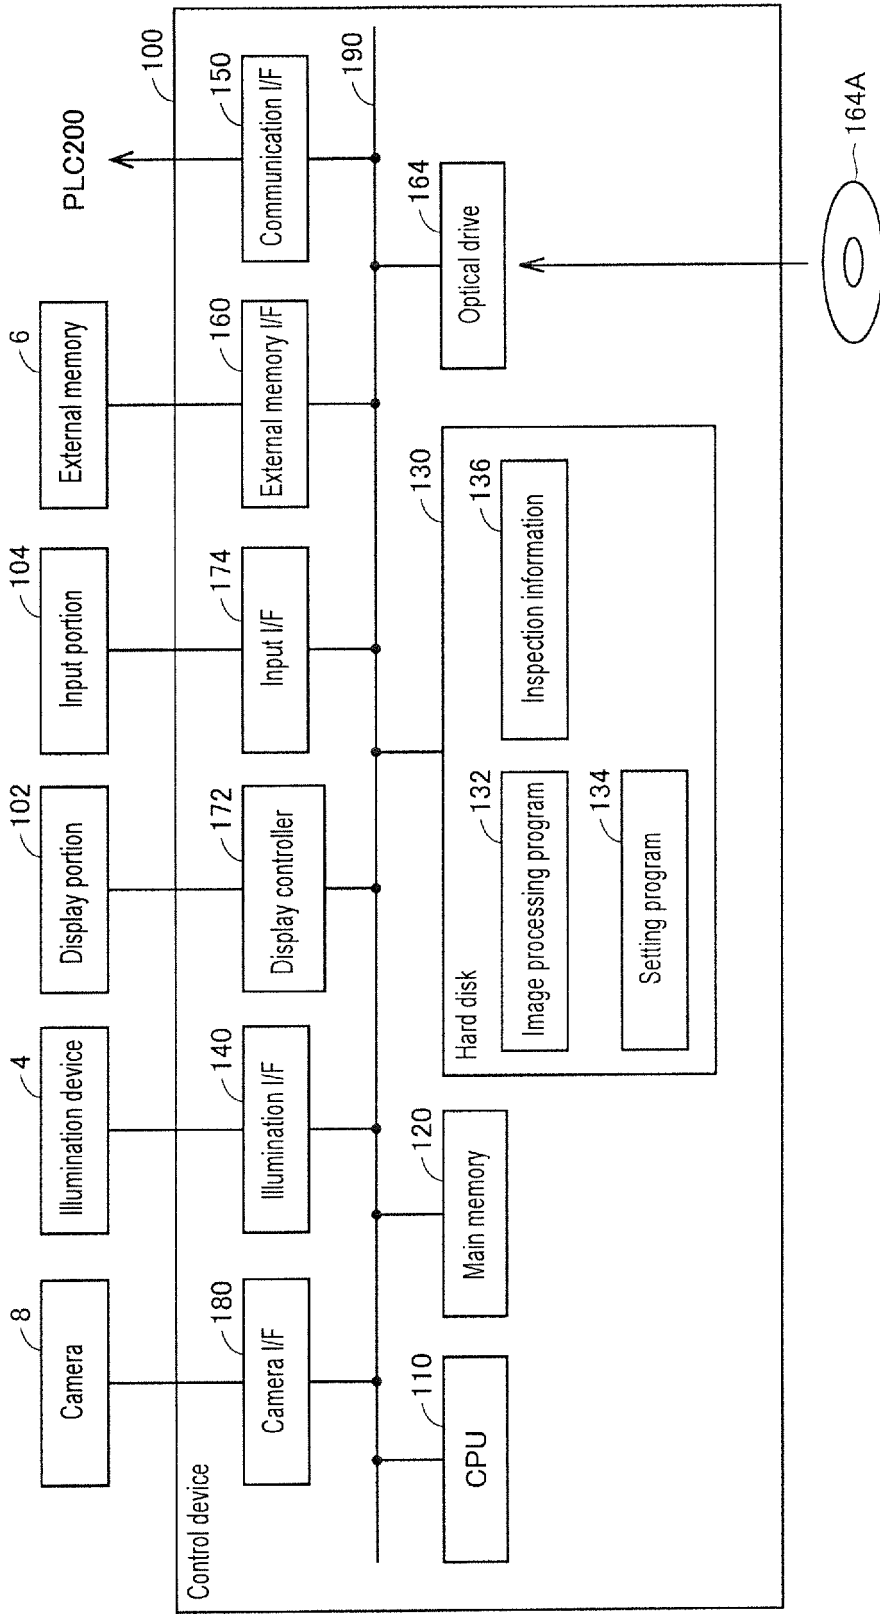 8
4
102
104
6
PLC200
Camera
Illumination device
Display portion
Input portion
External memory
Control device
100
180
140
172
174
160
150
Camera I/F
Illumination I/F
Display controller
Input I/F
External memory I/F
Communication I/F
190
110
120
130
164
CPU
Main memory
Hard disk
Optical drive
132
136
Image processing program
Inspection information
134
Setting program
164A